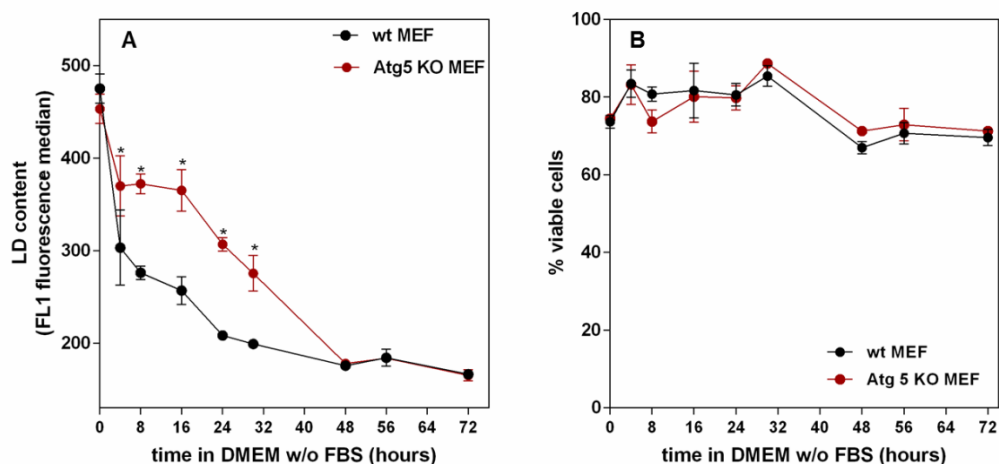 A
wt MEF
Atg5 KO MEF
500
400
300
200
LD content
(FL1 fluorescence median)
*
*
*
*
*
0 8 16 24 32 40 48 56 64 72
time in DMEM w/o FBS (hours)
B
100
80
60
40
20
0
% viable cells
wt MEF
Atg 5 KO MEF
0 8 16 24 32 40 48 56 64 72
time in DMEM w/o FBS (hours)